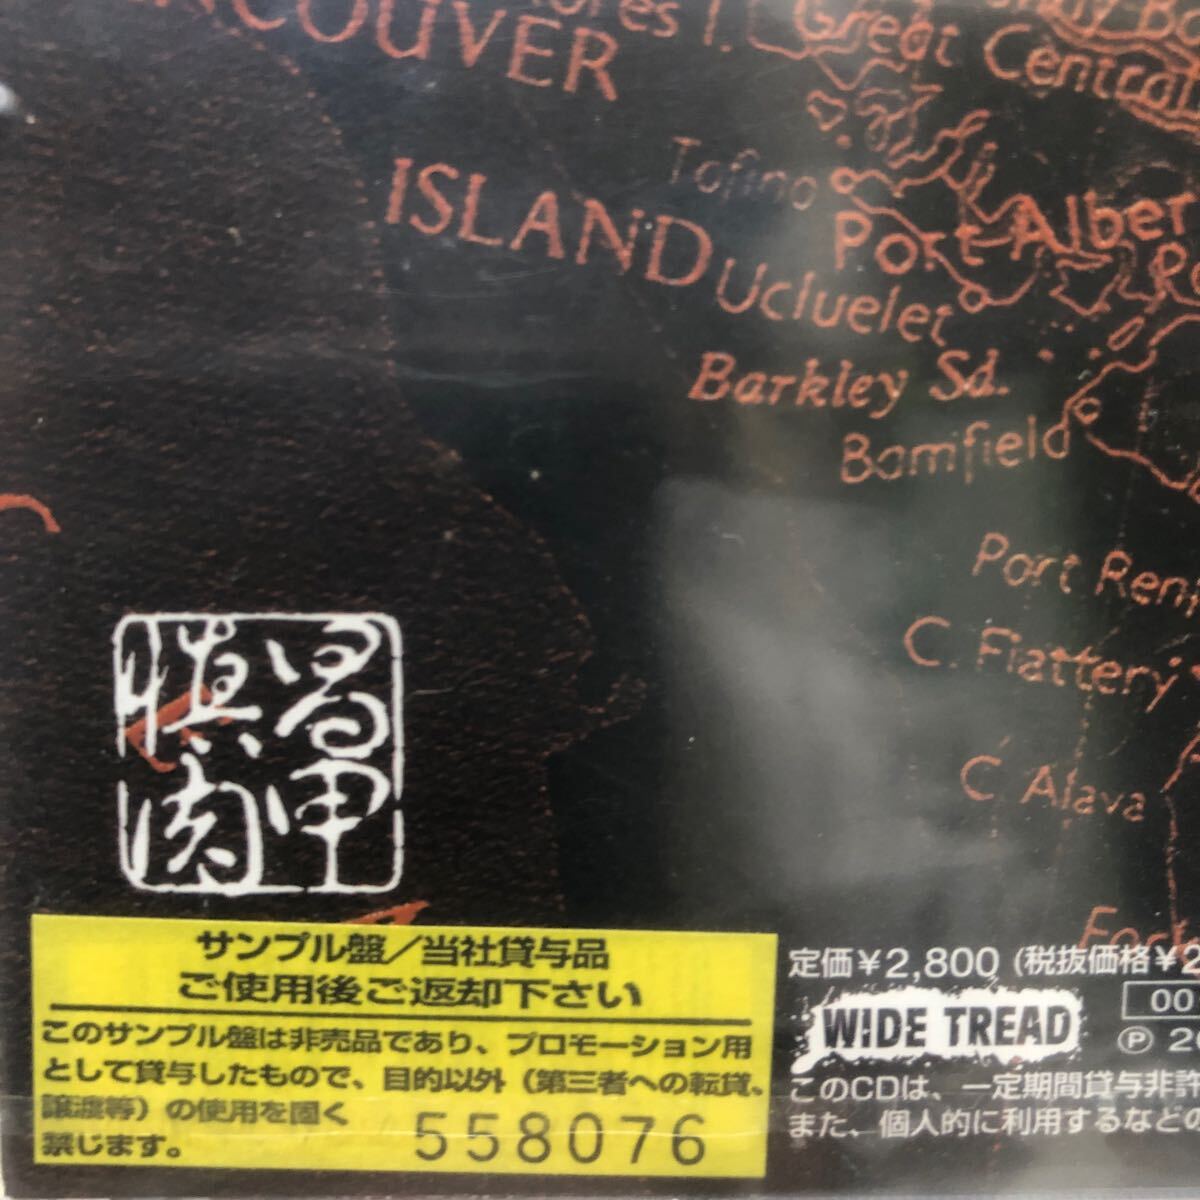 COUVER
Great Central
Tofino
ISLAND
Port Alber
Ucluelet
Barkley Sd.
Bamfield
Port Ren
C. Flattery
C Alava
サンプル盤/当社貸与品
ご使用後ご返却下さい
このサンプル盤は非売品であり、プロモーション用
として貸与したもので、目的以外(第三者への転貸、
譲渡等)の使用を固く
禁じます。
558076
定価¥2,800(税抜価格¥2
WIDE TREAD
00
Ⓟ 20
このCDは、一定期間貸与非許
また、個人的に利用するなどの